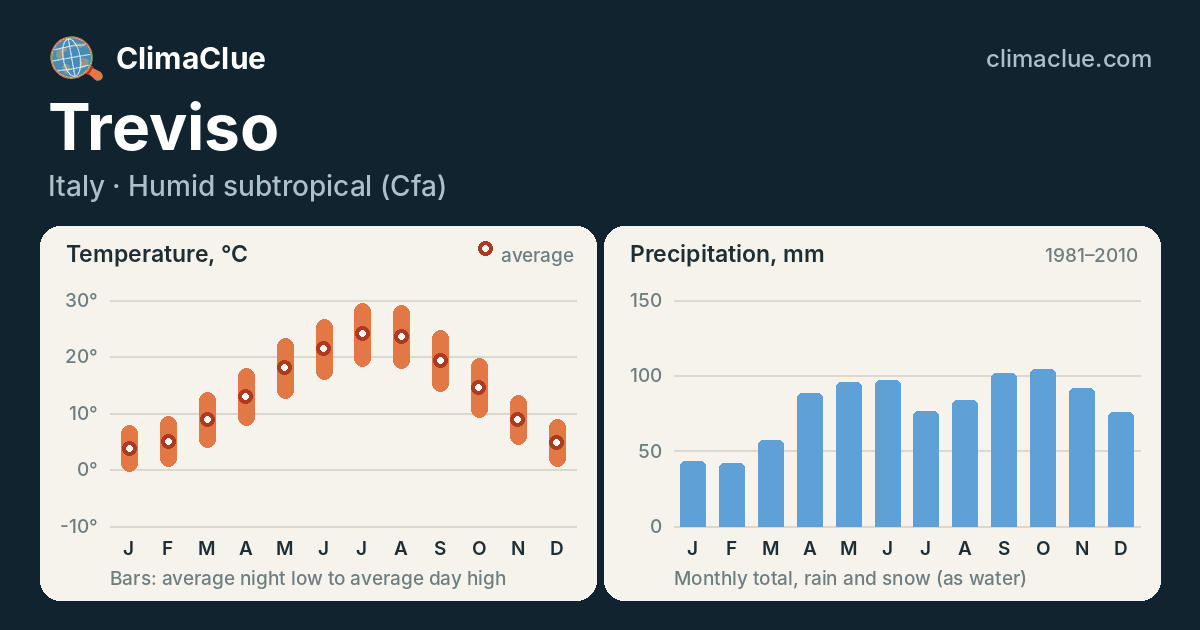 ClimaClue
climaclue.com
Treviso
Italy · Humid subtropical (Cfa)
Temperature, °C
average
30°
20°
10°
0°
-10°
J F M A M J J A S O N D
Bars: average night low to average day high
Precipitation, mm
1981–2010
150
100
50
0
J F M A M J J A S O N D
Monthly total, rain and snow (as water)